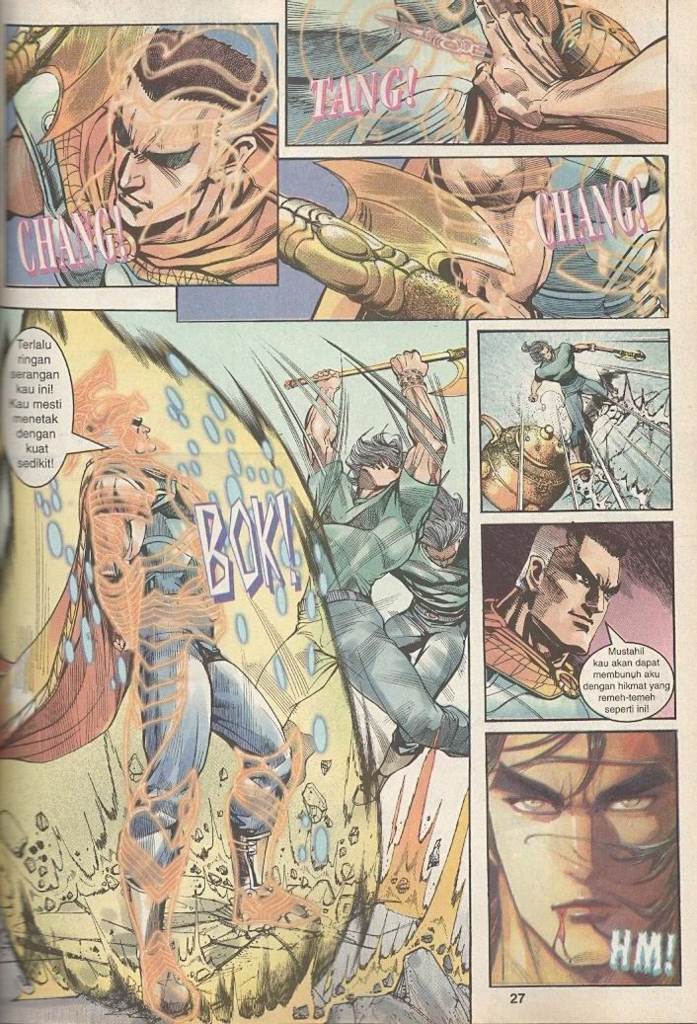 TANG!
CHANG!
CHANG!
Terlalu
ringan
serangan
kau ini!
Kau mesti
menetak
dengan
kuat
sedikit!
BOK!
Mustahil
kau akan dapat
membunuh aku
dengan hikmat yang
remeh-temeh
seperti ini!
HM!
27